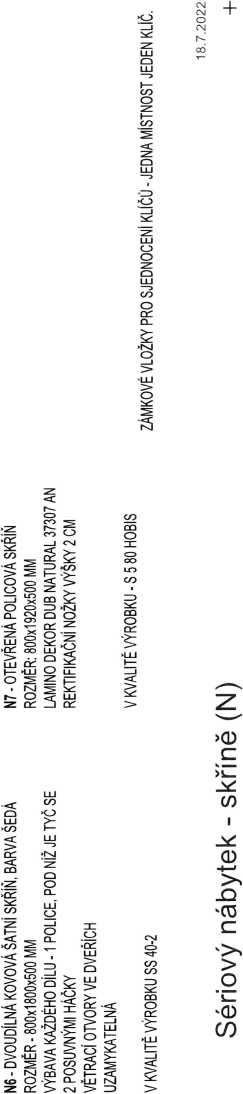 N6 - DVOUDÍLNÁ KOVOVÁ ŠATNÍ SKŘÍŇ, BARVA ŠEDÁ
ROZMĚR - 800x1800x500 MM
VÝBAVA KAŽDÉHO DÍLU - 1 POLICE, POD NÍŽ JE TYČ SE
2 POSUVNÝMI HÁČKY
VĚTRACÍ OTVORY VE DVEŘÍCH
UZAMYKATELNÁ
V KVALITĚ VÝROBKU SS 40-2
N7 - OTEVŘENÁ POLICOVÁ SKŘÍŇ
ROZMĚR: 800x1920x500 MM
LAMINO DEKOR DUB NATURAL 37307 AN
REKTIFIKAČNÍ NOŽKY VÝŠKY 2 CM
V KVALITĚ VÝROBKU - S 5 80 HOBIS
ZÁMKOVÉ VLOŽKY PRO SJEDNOCENÍ KLÍČŮ - JEDNA MÍSTNOST JEDEN KLÍČ.
Sériový nábytek - skříně (N)
18.7.2022